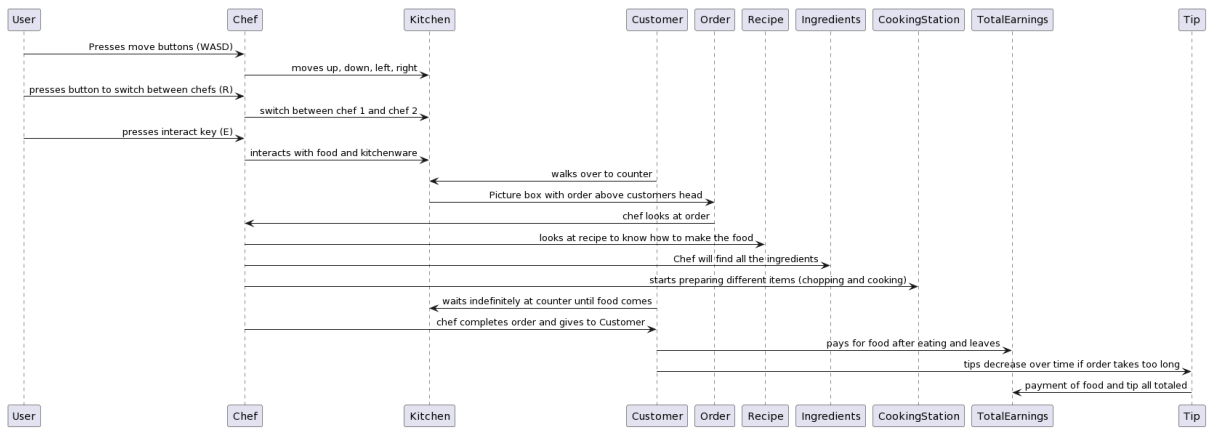 User Chef Kitchen Customer Order Recipe Ingredients CookingStation TotalEarnings Tip
Presses move buttons (WASD)
moves up, down, left, right
presses button to switch between chefs (R)
switch between chef 1 and chef 2
presses interact key (E)
interacts with food and kitchenware
walks over to counter
Picture box with order above customers head
chef looks at order
looks at recipe to know how to make the food
Chef will find all the ingredients
starts preparing different items (chopping and cooking)
waits indefinitely at counter until food comes
chef completes order and gives to Customer
pays for food after eating and leaves
tips decrease over time if order takes too long
payment of food and tip all totaled
User Chef Kitchen Customer Order Recipe Ingredients CookingStation TotalEarnings Tip